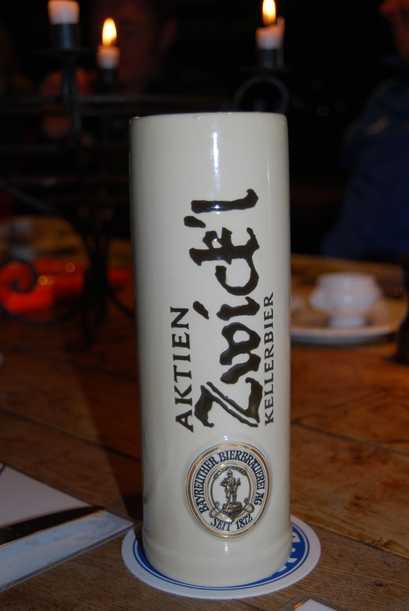 AKTIEN
Zwick'l
KELLERBIER
BAYREUTHER BIERBRAUEREI AG
SEIT 1872